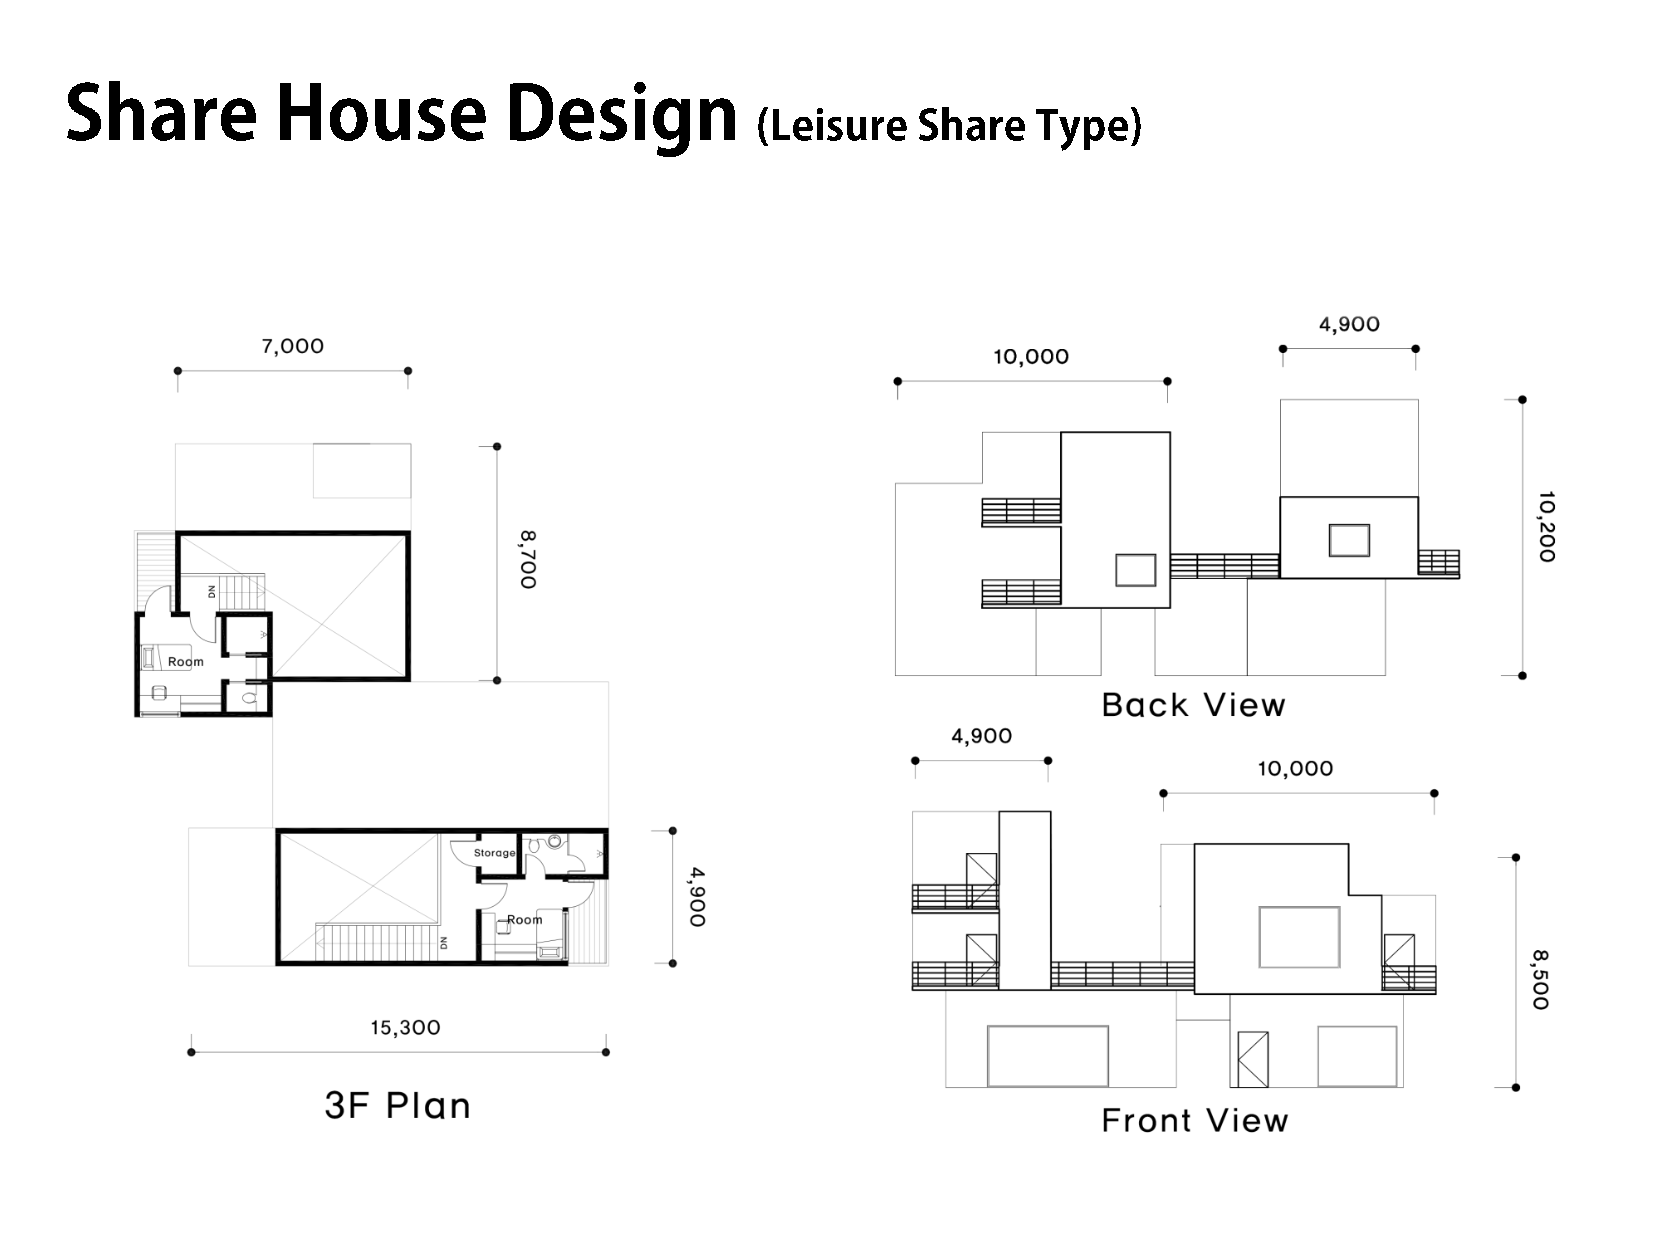 Share House Design (Leisure Share Type)
7,000
8,700
DN
Room
Storage
Room
DN
4,900
15,300
3F Plan
4,900
10,000
10,200
Back View
4,900
10,000
8,500
Front View